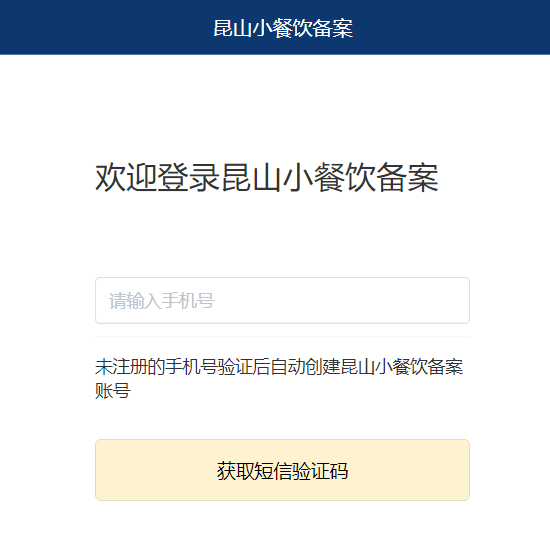 昆山小餐饮备案
欢迎登录昆山小餐饮备案
请输入手机号
未注册的手机号验证后自动创建昆山小餐饮备案
账号
获取短信验证码